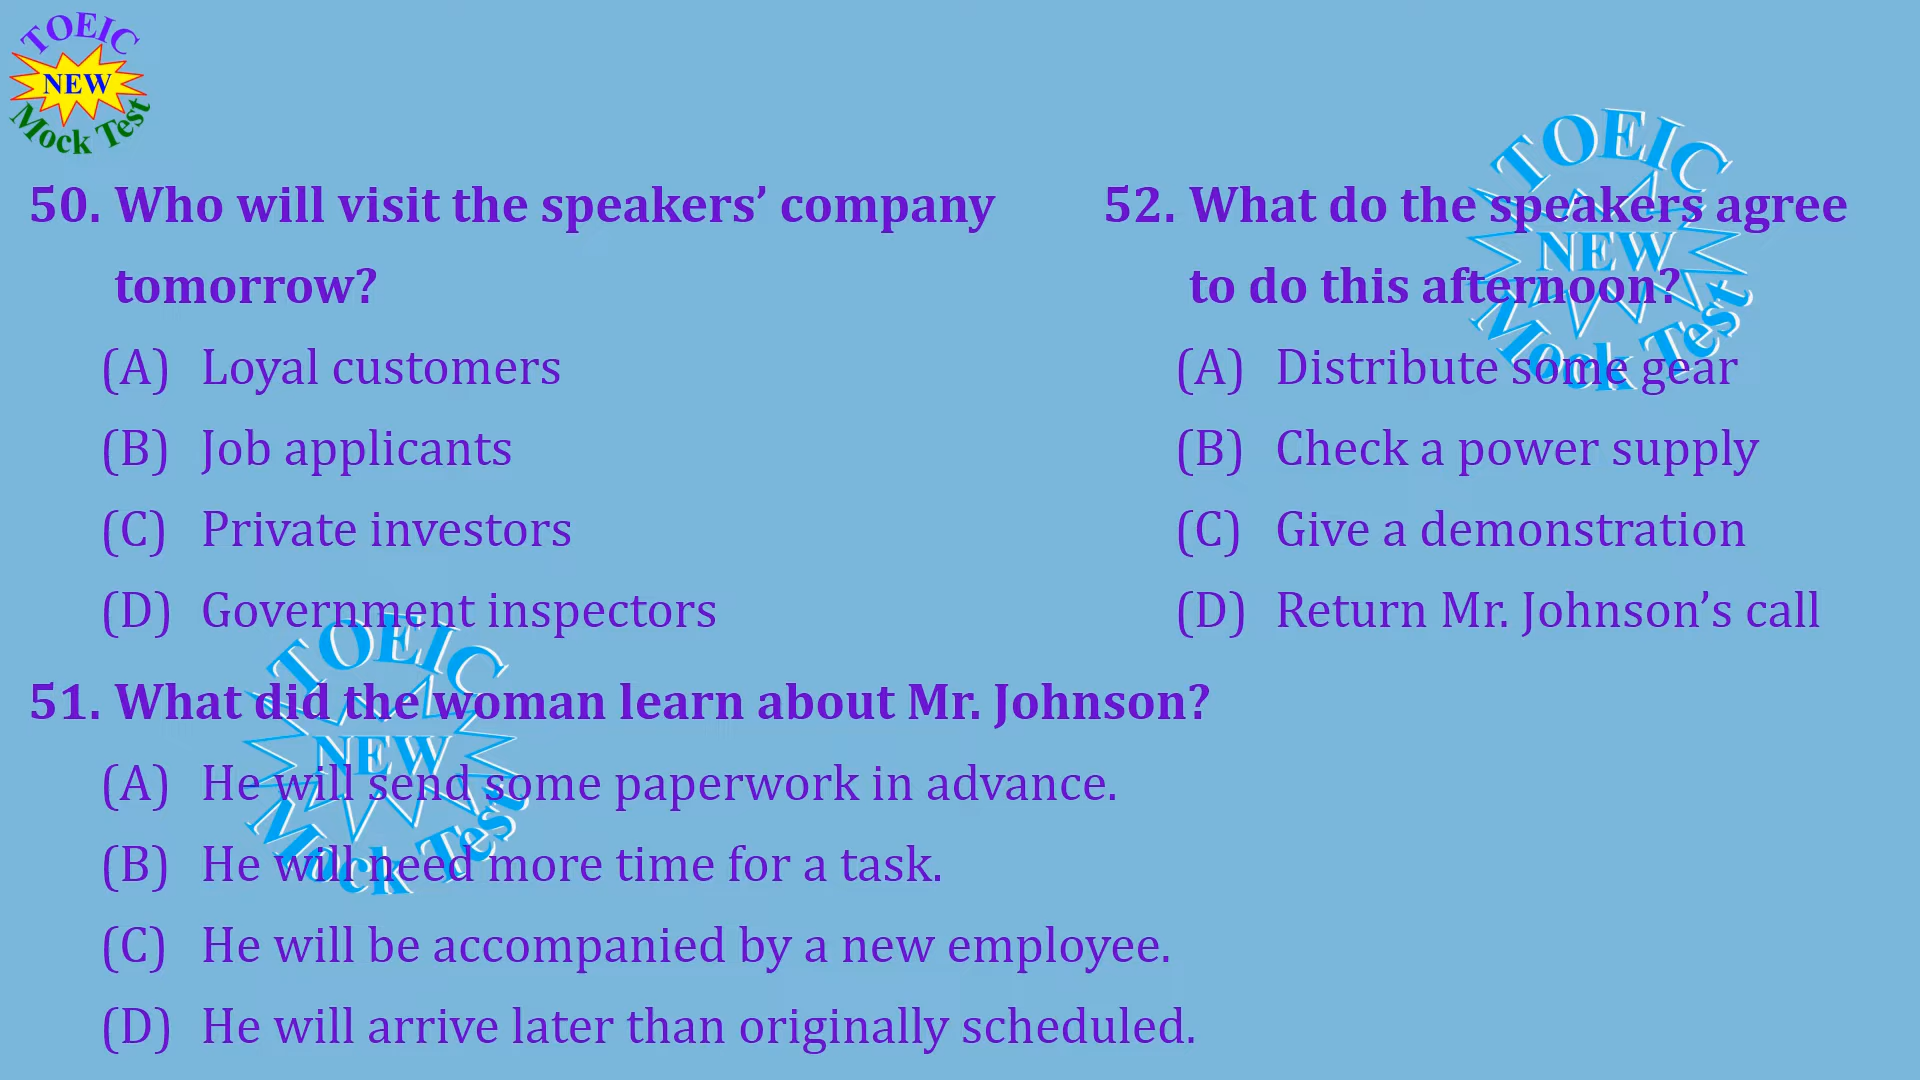 TOEIC
NEW
Mock Test
50. Who will visit the speakers’ company
tomorrow?
(A) Loyal customers
(B) Job applicants
(C) Private investors
(D) Government inspectors
51. What did the woman learn about Mr. Johnson?
(A) He will send some paperwork in advance.
(B) He will need more time for a task.
(C) He will be accompanied by a new employee.
(D) He will arrive later than originally scheduled.
52. What do the speakers agree
to do this afternoon?
(A) Distribute some gear
(B) Check a power supply
(C) Give a demonstration
(D) Return Mr. Johnson’s call
TOEIC
NEW
Mock Test
TOEIC
NEW
Mock Test